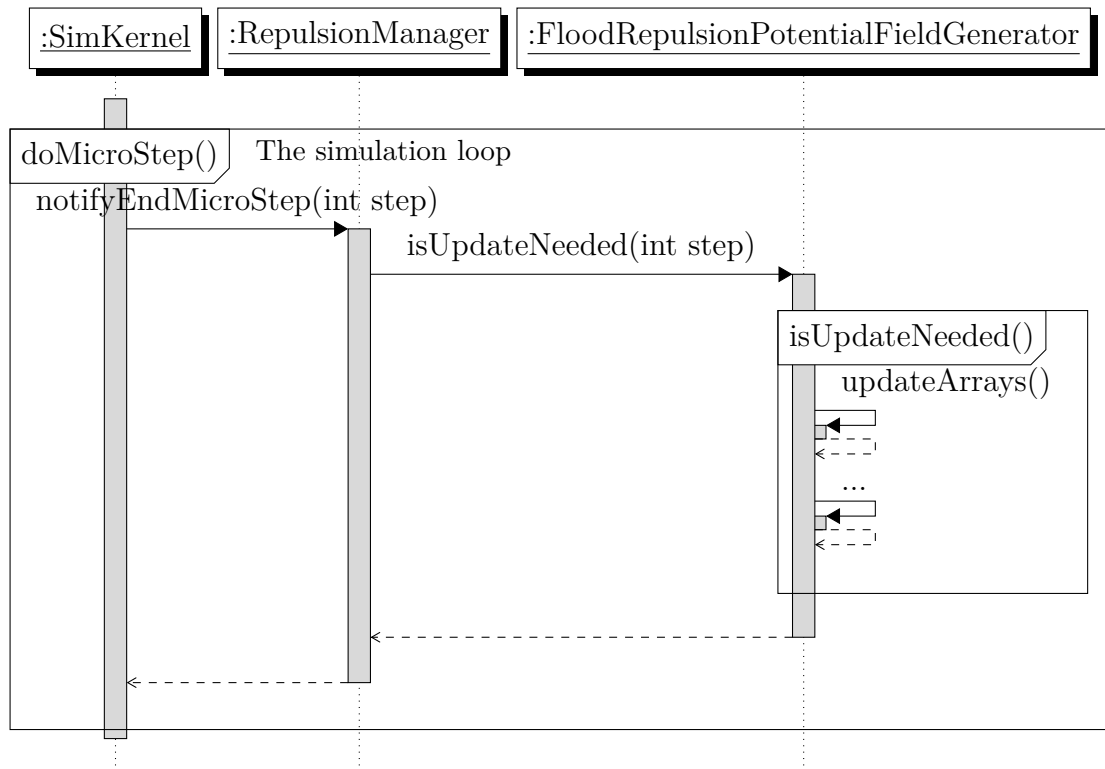 :SimKernel
:RepulsionManager
:FloodRepulsionPotentialFieldGenerator
doMicroStep()
The simulation loop
notifyEndMicroStep(int step)
isUpdateNeeded(int step)
isUpdateNeeded()
updateArrays()
...